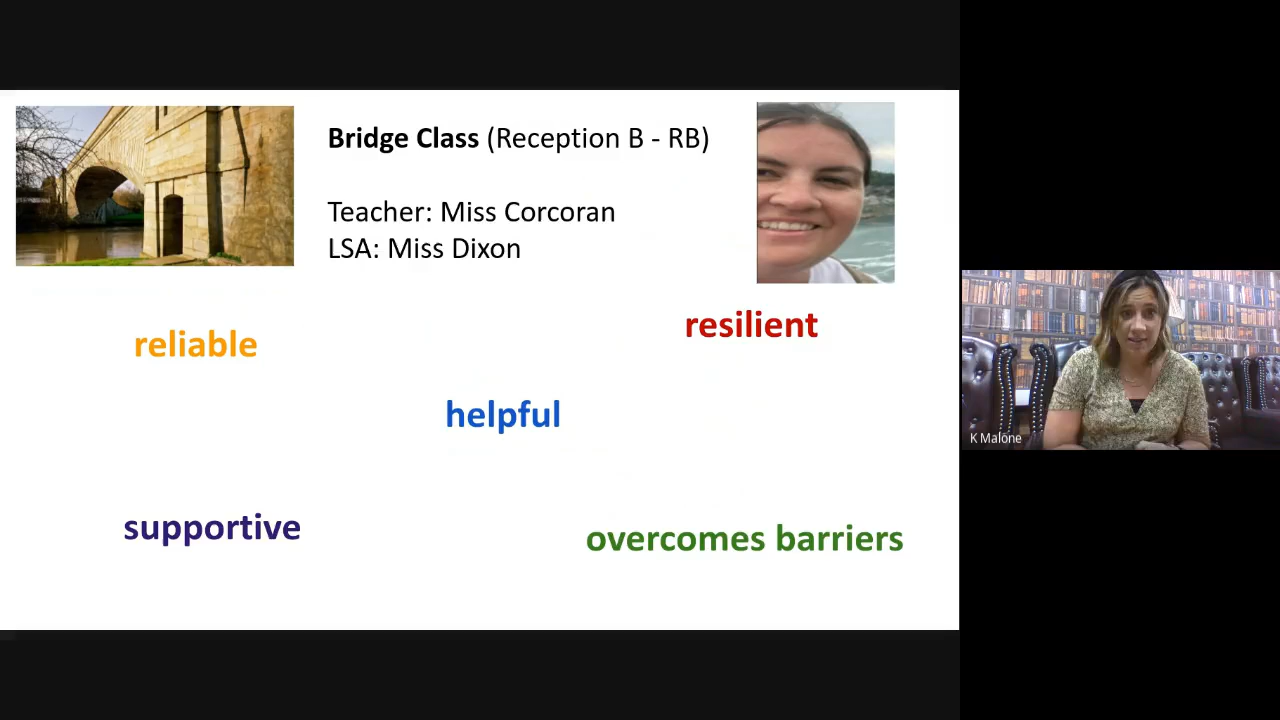 Bridge Class (Reception B - RB)
Teacher: Miss Corcoran
LSA: Miss Dixon
reliable
resilient
helpful
supportive
overcomes barriers
K Malone